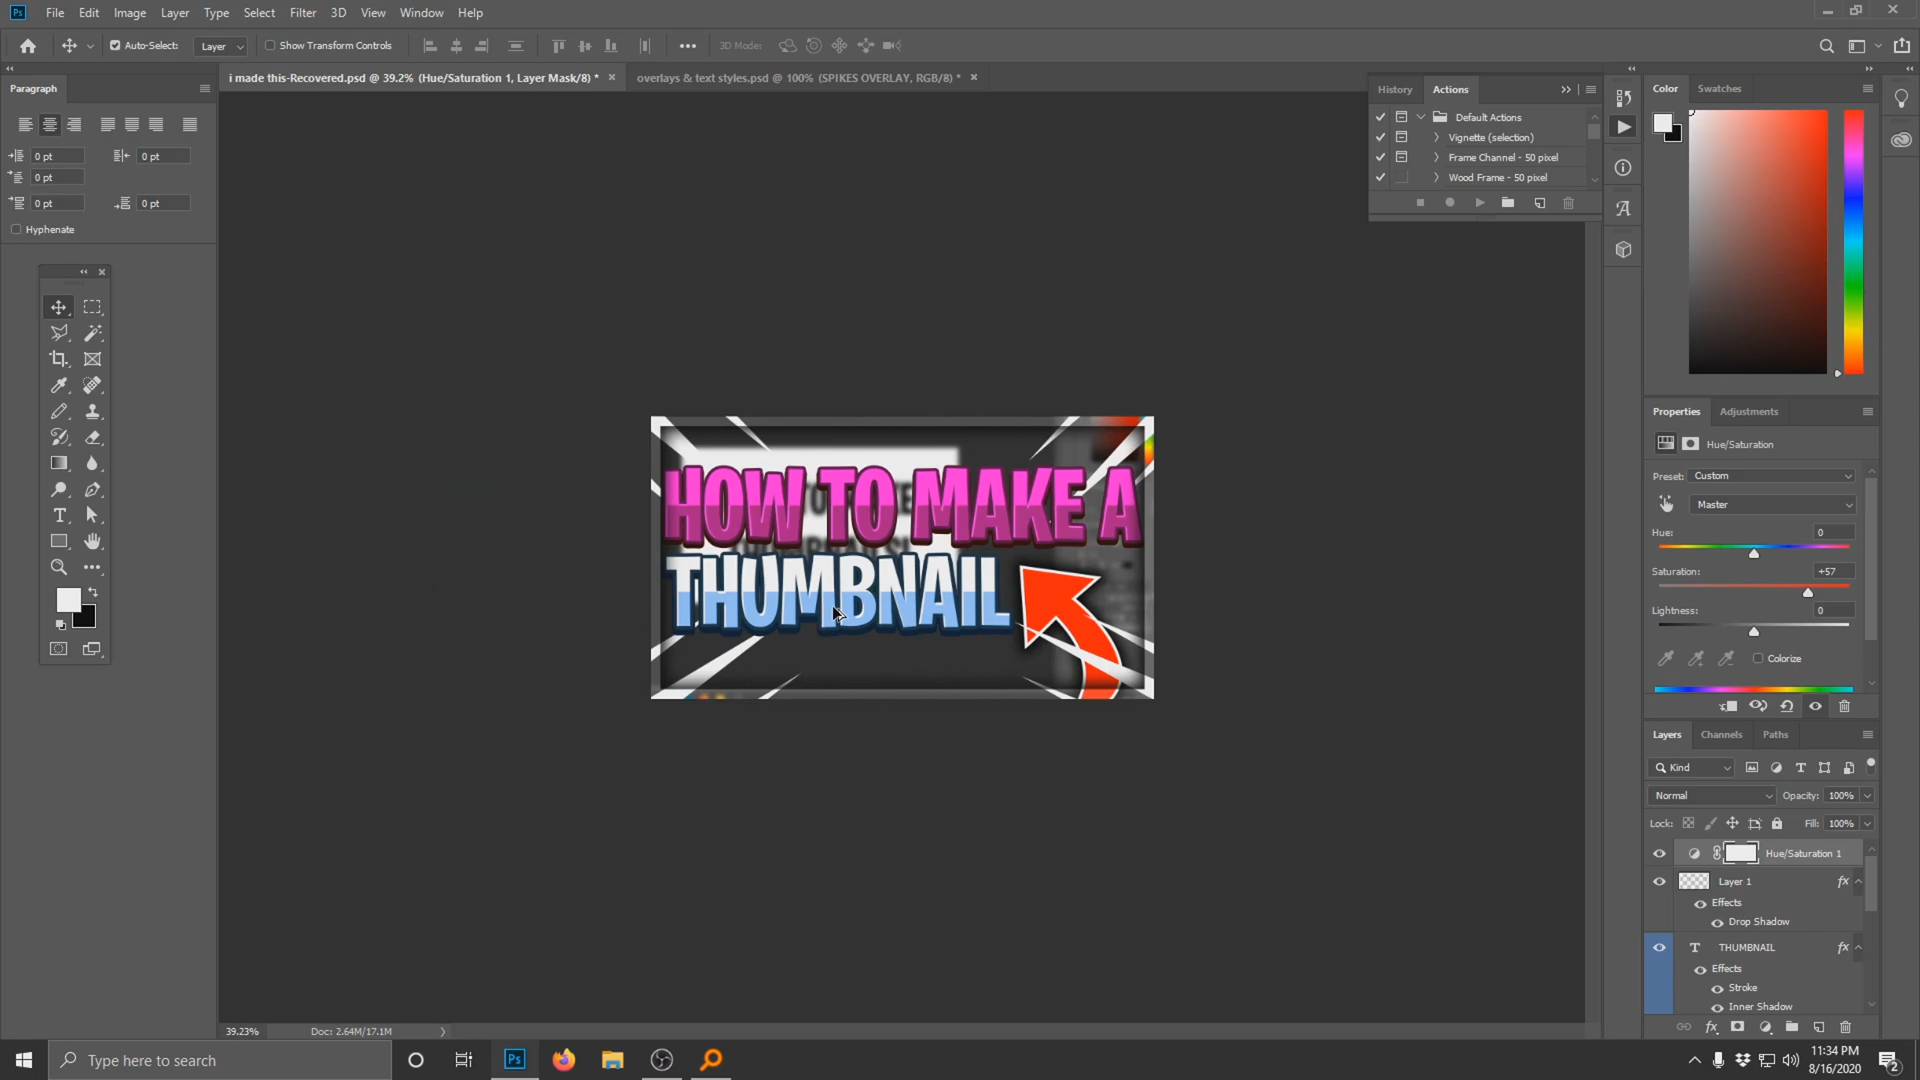 Ps File Edit Image Layer Type Select Filter 3D View Window Help
Auto-Select: Layer Show Transform Controls 3D Mode:
i made this-Recovered.psd @ 39.2% (Hue/Saturation 1, Layer Mask/8) *
overlays & text styles.psd @ 100% (SPIKES OVERLAY, RGB/8) *
Paragraph
0 pt 0 pt
0 pt
0 pt 0 pt
Hyphenate
History Actions
Default Actions
Vignette (selection)
Frame Channel - 50 pixel
Wood Frame - 50 pixel
HOW TO MAKE A
THUMBNAIL
Color Swatches
Properties Adjustments
Hue/Saturation
Preset: Custom
Master
Hue: 0
Saturation: +57
Lightness: 0
Colorize
Layers Channels Paths
Kind
Normal Opacity: 100%
Lock: Fill: 100%
Hue/Saturation 1
Layer 1 fx
Effects
Drop Shadow
T THUMBNAIL fx
Effects
Stroke
Inner Shadow
fx
39.23% Doc: 2.64M/17.1M
Type here to search
Ps
11:34 PM
8/16/2020
2